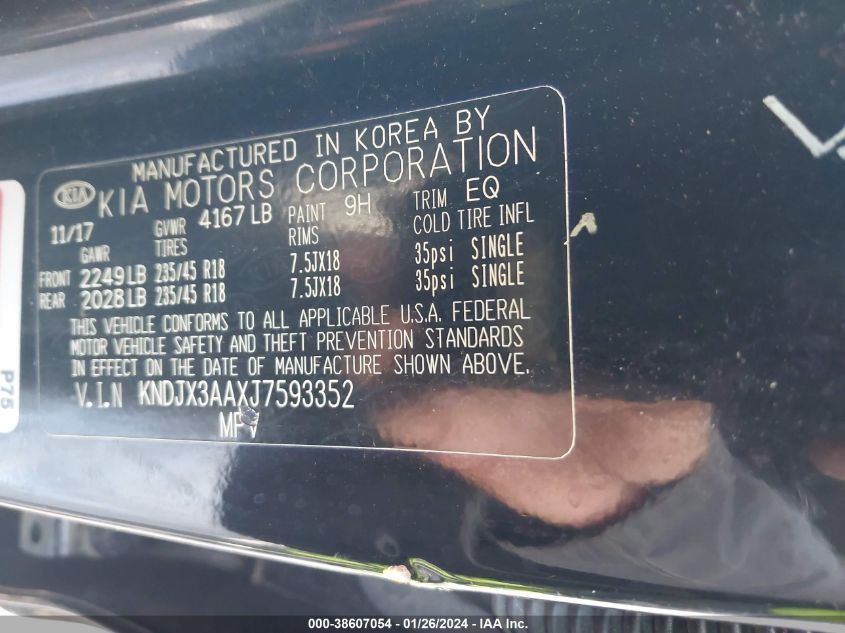 MANUFACTURED IN KOREA BY
KIA KIA MOTORS CORPORATION
11/17 GVWR 4167 LB PAINT 9H TRIM EQ
GAWR TIRES RIMS COLD TIRE INFL
FRONT 2249 LB 235/45 R18 7.5JX18 35psi SINGLE
REAR 2028 LB 235/45 R18 7.5JX18 35psi SINGLE
THIS VEHICLE CONFORMS TO ALL APPLICABLE U.S.A. FEDERAL
MOTOR VEHICLE SAFETY AND THEFT PREVENTION STANDARDS
IN EFFECT ON THE DATE OF MANUFACTURE SHOWN ABOVE.
V.I.N KNDJX3AAXJ7593352
MPV
P75
000-38607054 - 01/26/2024 - IAA Inc.